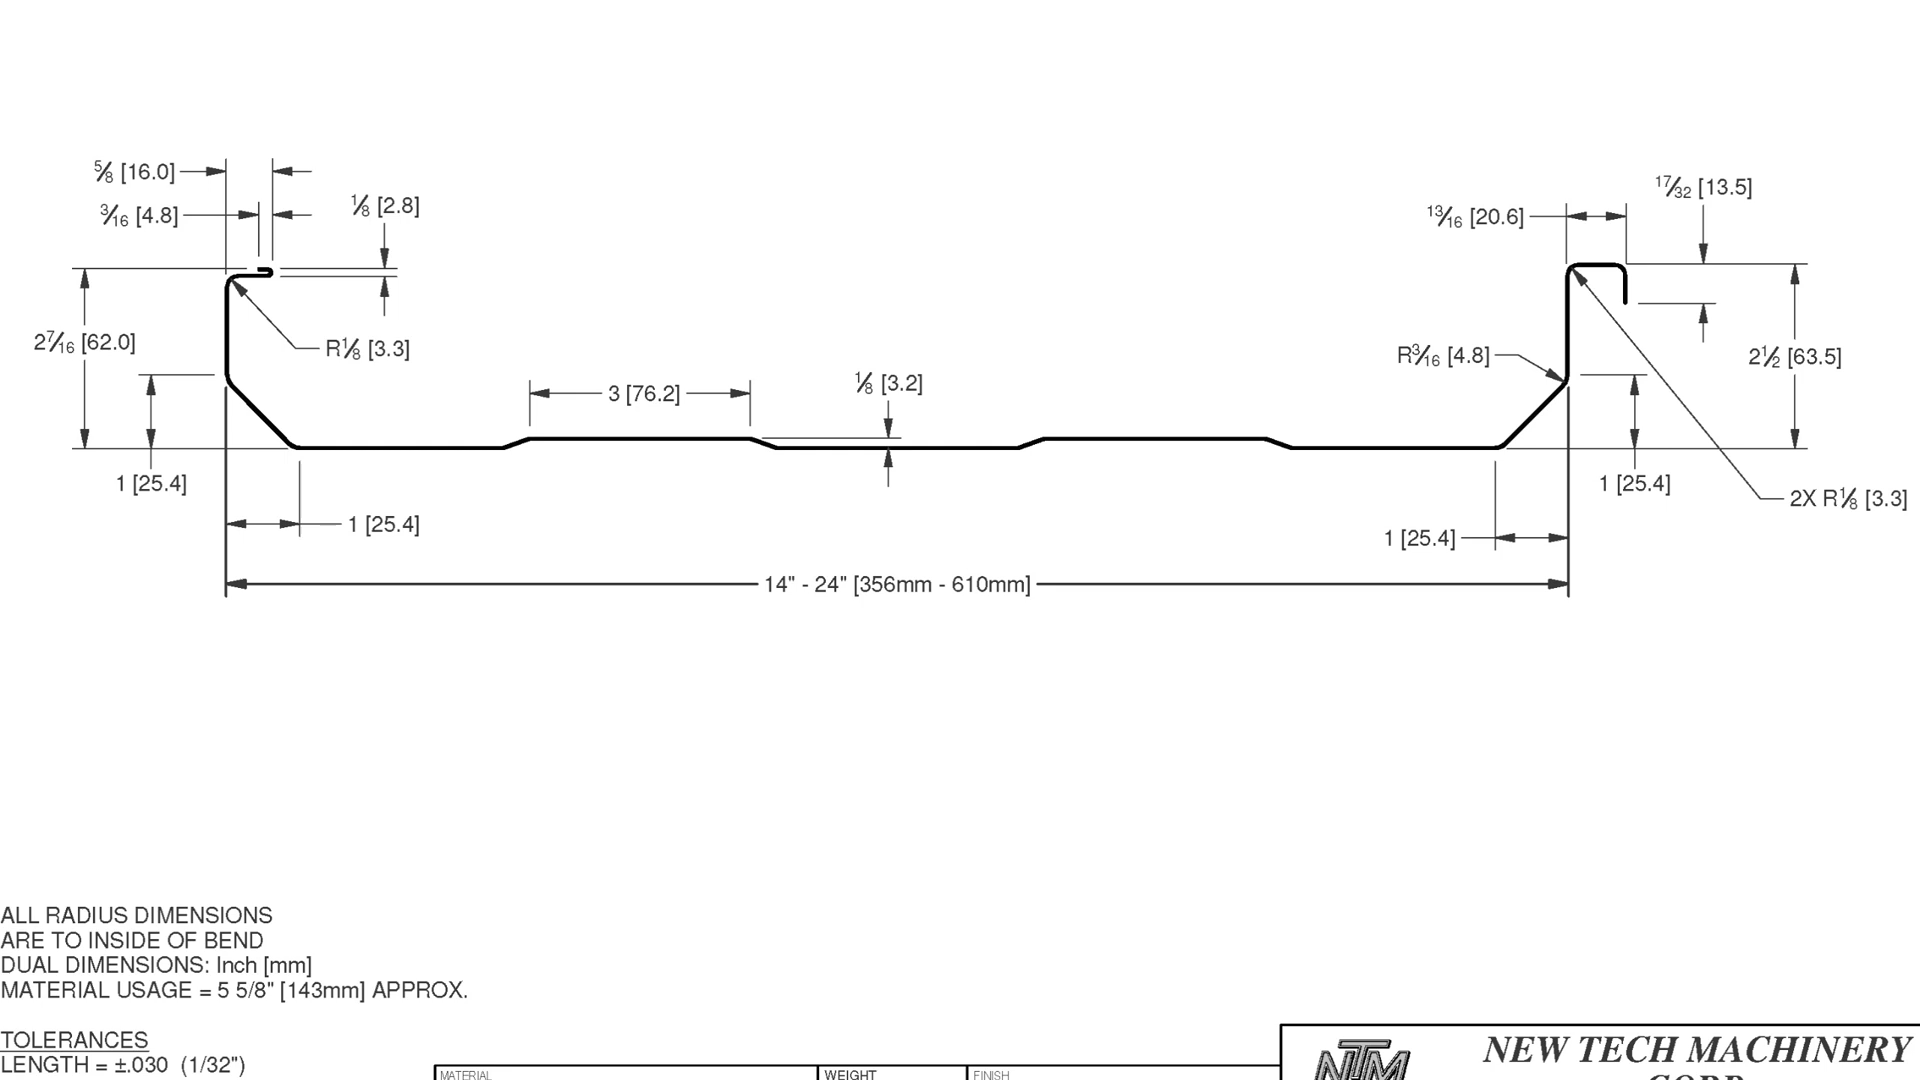 5/8 [16.0]
3/16 [4.8]
1/8 [2.8]
17/32 [13.5]
13/16 [20.6]
2 7/16 [62.0]
R1/8 [3.3]
R3/16 [4.8]
2 1/2 [63.5]
3 [76.2]
1/8 [3.2]
1 [25.4]
1 [25.4]
2X R1/8 [3.3]
1 [25.4]
1 [25.4]
14" - 24" [356mm - 610mm]
ALL RADIUS DIMENSIONS
ARE TO INSIDE OF BEND
DUAL DIMENSIONS: Inch [mm]
MATERIAL USAGE = 5 5/8" [143mm] APPROX.
TOLERANCES
LENGTH = ±.030 (1/32")
MATERIAL
WEIGHT
FINISH
NTM
NEW TECH MACHINERY
CORP